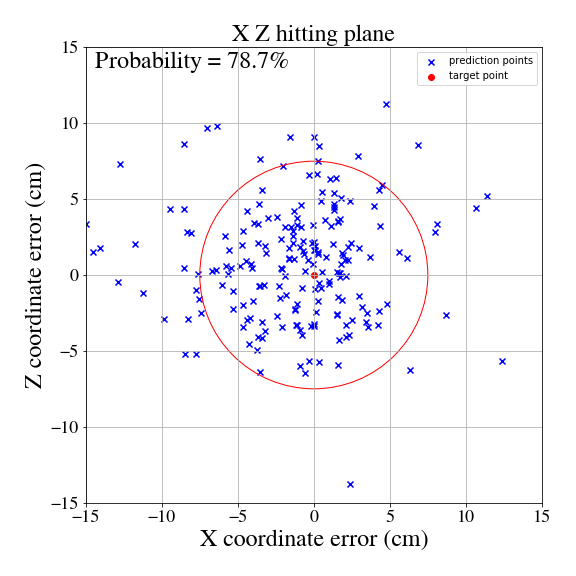 X Z hitting plane
Probability = 78.7%
prediction points
target point
15
10
5
0
−5
−10
−15
Z coordinate error (cm)
−15
−10
−5
0
5
10
15
X coordinate error (cm)